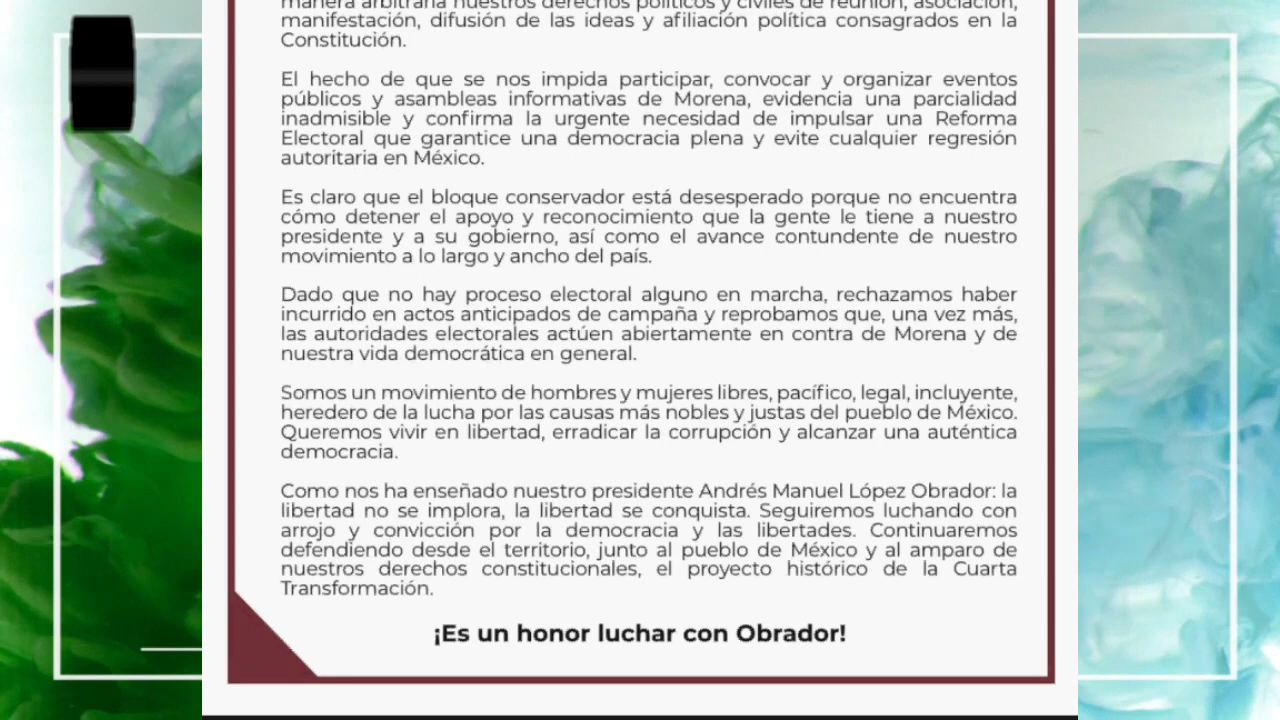 manera arbitraria nuestros derechos políticos y civiles de reunión, asociación,
manifestación, difusión de las ideas y afiliación política consagrados en la
Constitución.
El hecho de que se nos impida participar, convocar y organizar eventos
públicos y asambleas informativas de Morena, evidencia una parcialidad
inadmisible y confirma la urgente necesidad de impulsar una Reforma
Electoral que garantice una democracia plena y evite cualquier regresión
autoritaria en México.
Es claro que el bloque conservador está desesperado porque no encuentra
cómo detener el apoyo y reconocimiento que la gente le tiene a nuestro
presidente y a su gobierno, así como el avance contundente de nuestro
movimiento a lo largo y ancho del país.
Dado que no hay proceso electoral alguno en marcha, rechazamos haber
incurrido en actos anticipados de campaña y reprobamos que, una vez más,
las autoridades electorales actúen abiertamente en contra de Morena y de
nuestra vida democrática en general.
Somos un movimiento de hombres y mujeres libres, pacífico, legal, incluyente,
heredero de la lucha por las causas más nobles y justas del pueblo de México.
Queremos vivir en libertad, erradicar la corrupción y alcanzar una auténtica
democracia.
Como nos ha enseñado nuestro presidente Andrés Manuel López Obrador: la
libertad no se implora, la libertad se conquista. Seguiremos luchando con
arrojo y convicción por la democracia y las libertades. Continuaremos
defendiendo desde el territorio, junto al pueblo de México y al amparo de
nuestros derechos constitucionales, el proyecto histórico de la Cuarta
Transformación.
¡Es un honor luchar con Obrador!